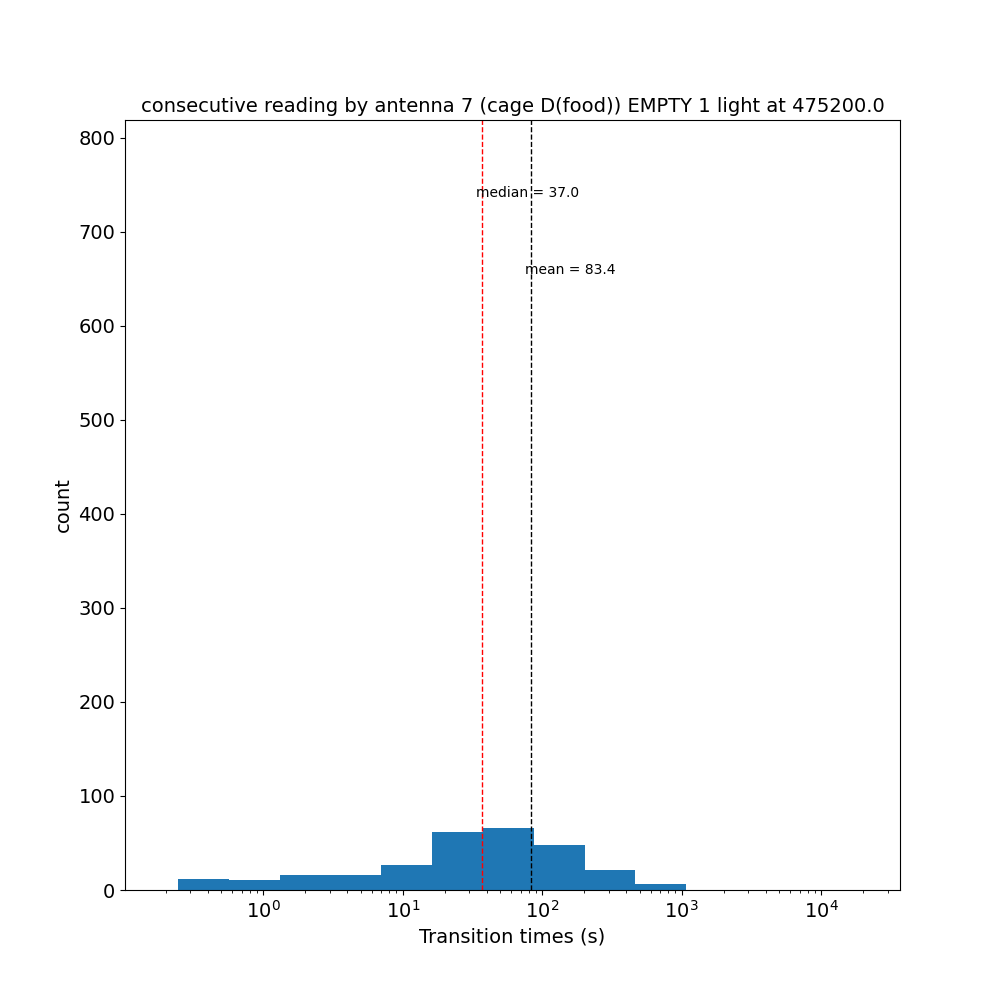 consecutive reading by antenna 7 (cage D(food)) EMPTY 1 light at 475200.0
800
median = 37.0
700
mean = 83.4
600
500
count
400
300
200
100
0
10⁰ 10¹ 10² 10³ 10⁴
Transition times (s)